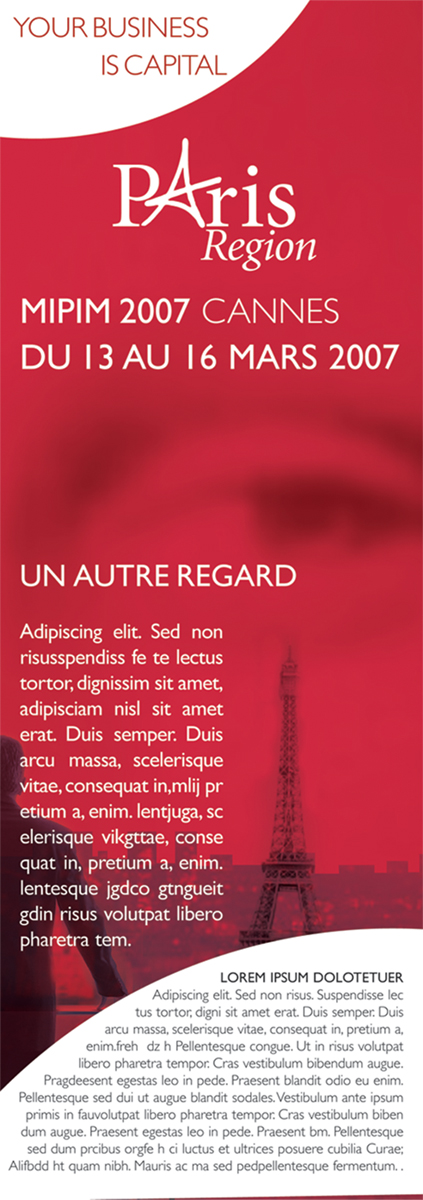 YOUR BUSINESS
IS CAPITAL
PAris
Region
MIPIM 2007 CANNES
DU 13 AU 16 MARS 2007
UN AUTRE REGARD
Adipiscing elit. Sed non
risusspendiss fe te lectus
tortor, dignissim sit amet,
adipisciam nisl sit amet
erat. Duis semper. Duis
arcu massa, scelerisque
vitae, consequat in,mlij pr
etium a, enim. lentjuga, sc
elerisque vikgttae, conse
quat in, pretium a, enim.
lentesque jgdco gtngueit
gdin risus volutpat libero
pharetra tem.
LOREM IPSUM DOLOTETUER
Adipiscing elit. Sed non risus. Suspendisse lec
tus tortor, digni sit amet erat. Duis semper. Duis
arcu massa, scelerisque vitae, consequat in, pretium a,
enim.freh dz h Pellentesque congue. Ut in risus volutpat
libero pharetra tempor. Cras vestibulum bibendum augue.
Pragdeesent egestas leo in pede. Praesent blandit odio eu enim.
Pellentesque sed dui ut augue blandit sodales. Vestibulum ante ipsum
primis in fauvolutpat libero pharetra tempor. Cras vestibulum biben
dum augue. Praesent egestas leo in pede. Praesent bm. Pellentesque
sed dum prcibus orgfe h ci luctus et ultrices posuere cubilia Curae;
Alifbdd ht quam nibh. Mauris ac ma sed pedpellentesque fermentum. .